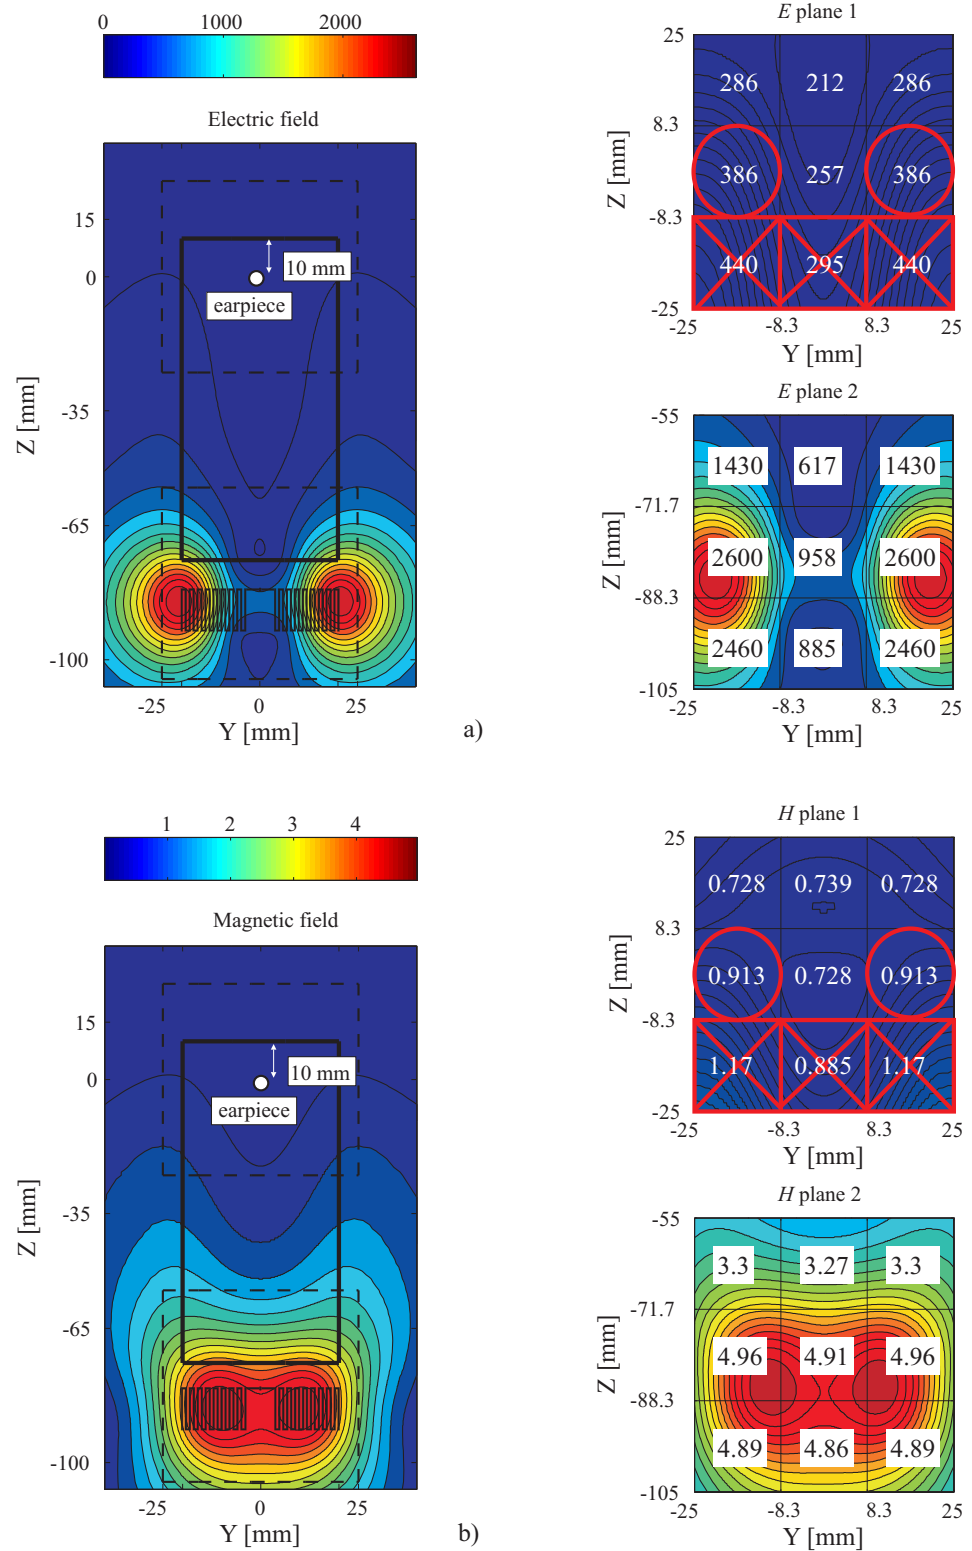 0 1000 2000
Electric field
15
10 mm
0
earpiece
-35
Z [mm]
-65
-100
-25 0 25
Y [mm]
a)
E plane 1
25
286 212 286
8.3
Z [mm]
386 257 386
-8.3
440 295 440
-25
-25 -8.3 8.3 25
Y [mm]
E plane 2
-55
1430 617 1430
-71.7
Z [mm]
2600 958 2600
-88.3
2460 885 2460
-105
-25 -8.3 8.3 25
Y [mm]
1 2 3 4
Magnetic field
15
10 mm
0
earpiece
-35
Z [mm]
-65
-100
-25 0 25
Y [mm]
b)
H plane 1
25
0.728 0.739 0.728
8.3
Z [mm]
0.913 0.728 0.913
-8.3
1.17 0.885 1.17
-25
-25 -8.3 8.3 25
Y [mm]
H plane 2
-55
3.3 3.27 3.3
-71.7
Z [mm]
4.96 4.91 4.96
-88.3
4.89 4.86 4.89
-105
-25 -8.3 8.3 25
Y [mm]